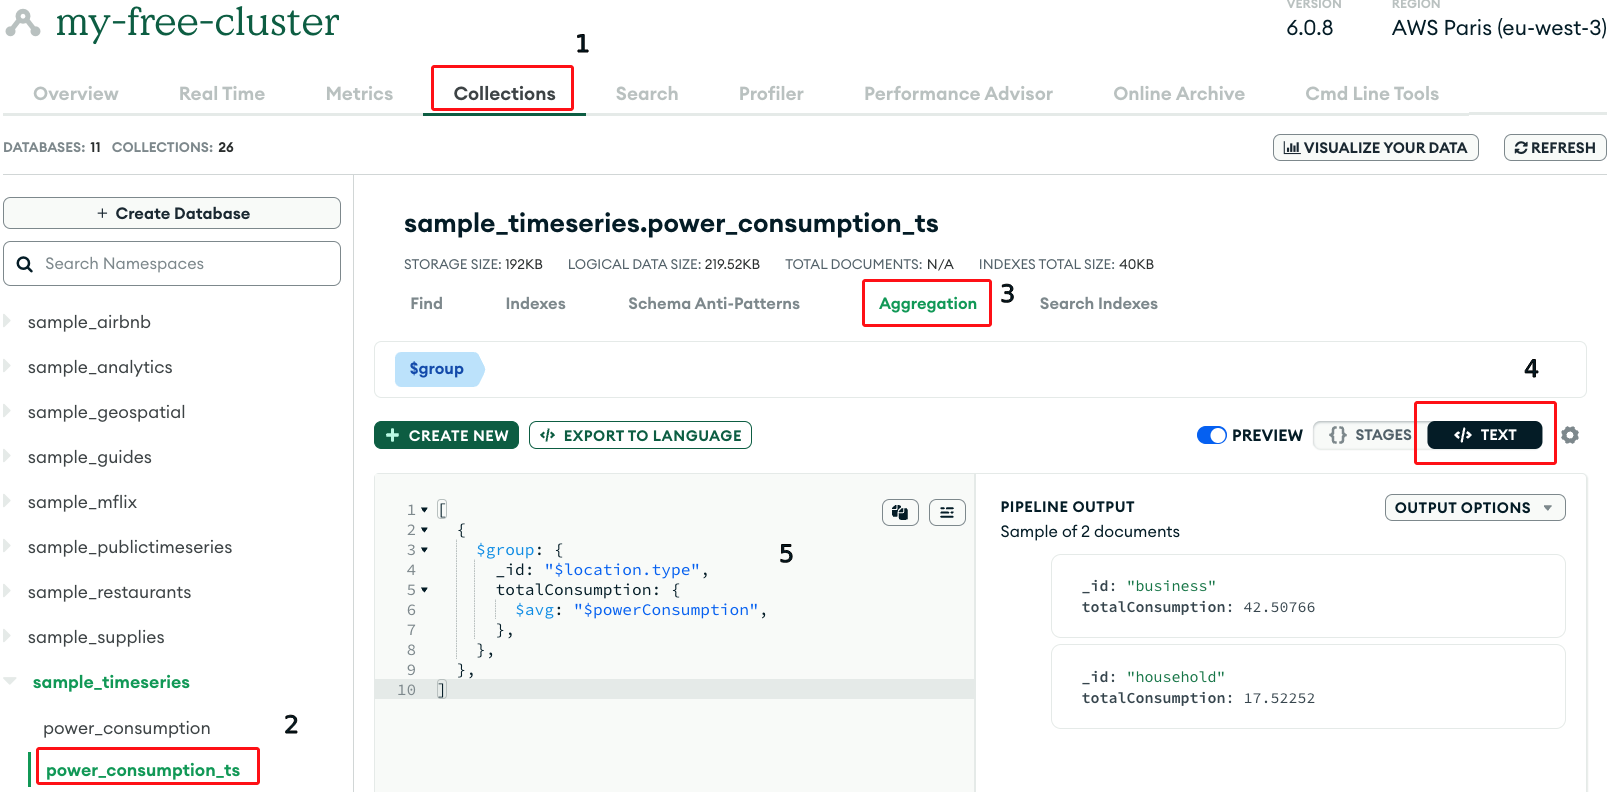 my-free-cluster
VERSION
6.0.8
REGION
AWS Paris (eu-west-3)
1
Overview
Real Time
Metrics
Collections
Search
Profiler
Performance Advisor
Online Archive
Cmd Line Tools
DATABASES: 11 COLLECTIONS: 26
VISUALIZE YOUR DATA
REFRESH
+ Create Database
Search Namespaces
sample_airbnb
sample_analytics
sample_geospatial
sample_guides
sample_mflix
sample_publictimeseries
sample_restaurants
sample_supplies
sample_timeseries
power_consumption
2
power_consumption_ts
sample_timeseries.power_consumption_ts
STORAGE SIZE: 192KB LOGICAL DATA SIZE: 219.52KB TOTAL DOCUMENTS: N/A INDEXES TOTAL SIZE: 40KB
Find
Indexes
Schema Anti-Patterns
Aggregation
3
Search Indexes
$group
4
+ CREATE NEW
</> EXPORT TO LANGUAGE
PREVIEW
{} STAGES
</> TEXT
1 [
2 {
3 $group: {
4 _id: "$location.type",
5 totalConsumption: {
6 $avg: "$powerConsumption",
7 },
8 },
9 },
10 ]
5
PIPELINE OUTPUT
Sample of 2 documents
OUTPUT OPTIONS
_id: "business"
totalConsumption: 42.50766
_id: "household"
totalConsumption: 17.52252